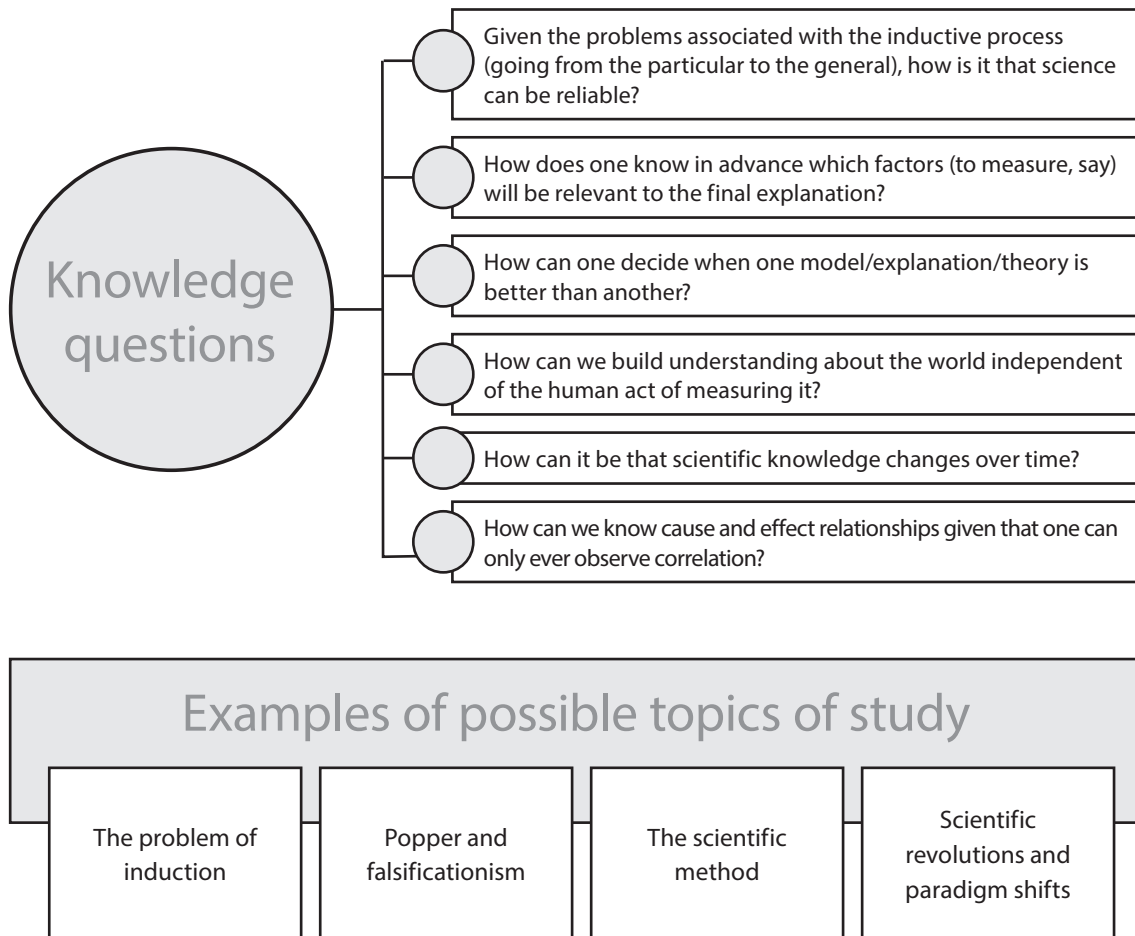 Knowledge
questions
Given the problems associated with the inductive process
(going from the particular to the general), how is it that science
can be reliable?
How does one know in advance which factors (to measure, say)
will be relevant to the final explanation?
How can one decide when one model/explanation/theory is
better than another?
How can we build understanding about the world independent
of the human act of measuring it?
How can it be that scientific knowledge changes over time?
How can we know cause and effect relationships given that one can
only ever observe correlation?
Examples of possible topics of study
The problem of
induction
Popper and
falsificationism
The scientific
method
Scientific
revolutions and
paradigm shifts